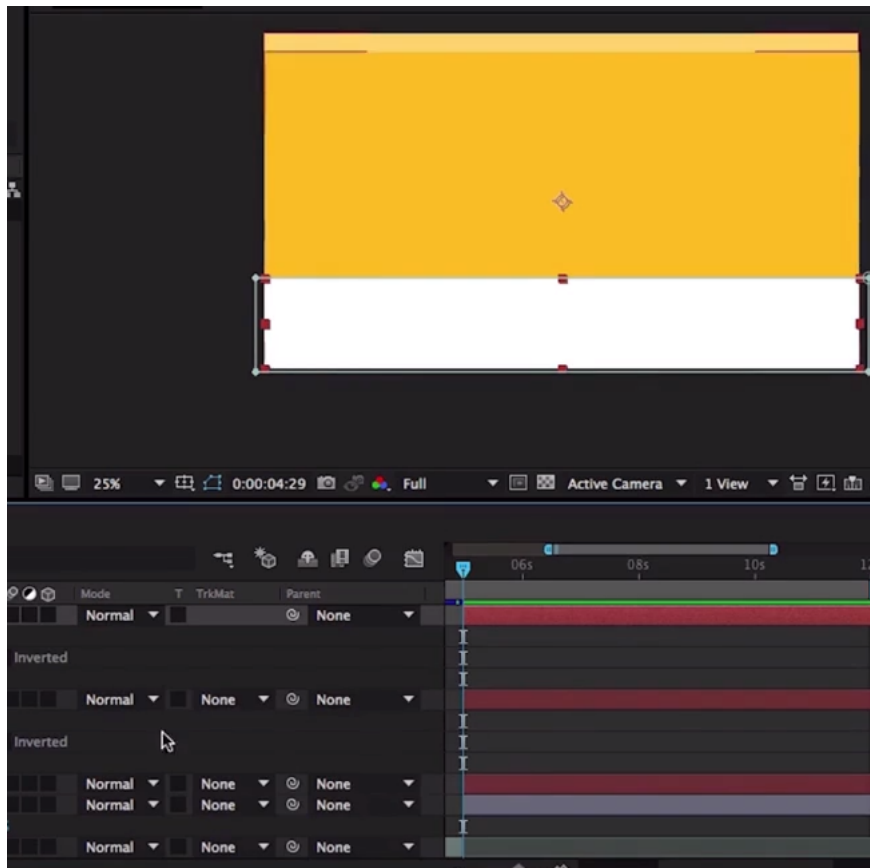 25% 0:00:04:29 Full Active Camera 1 View
06s 08s 10s 12
Mode T TrkMat Parent
Normal None
Inverted
Normal None None
Inverted
Normal None None
Normal None None
Normal None None